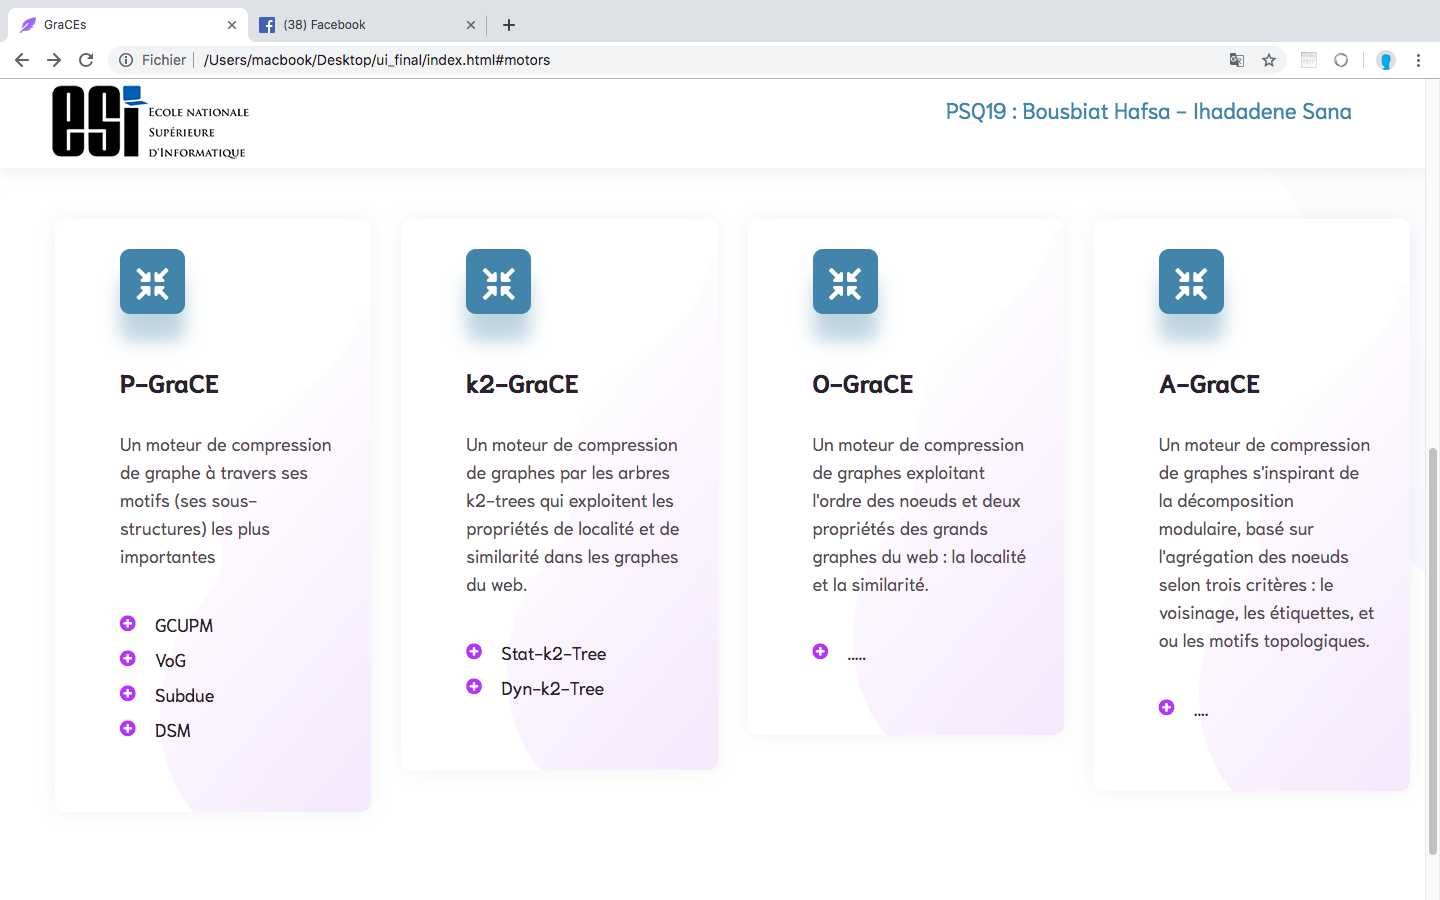 GraCEs
(38) Facebook
Fichier
/Users/macbook/Desktop/ui_final/index.html#motors
esi
Ecole nationale
Supérieure
d'Informatique
PSQ19 : Bousbiat Hafsa - Ihadadene Sana
P-GraCE
Un moteur de compression
de graphe à travers ses
motifs (ses sous-
structures) les plus
importantes
GCUPM
VoG
Subdue
DSM
k2-GraCE
Un moteur de compression
de graphes par les arbres
k2-trees qui exploitent les
propriétés de localité et de
similarité dans les graphes
du web.
Stat-k2-Tree
Dyn-k2-Tree
O-GraCE
Un moteur de compression
de graphes exploitant
l'ordre des noeuds et deux
propriétés des grands
graphes du web : la localité
et la similarité.
.....
A-GraCE
Un moteur de compression
de graphes s'inspirant de
la décomposition
modulaire, basé sur
l'agrégation des noeuds
selon trois critères : le
voisinage, les étiquettes, et
ou les motifs topologiques.
....